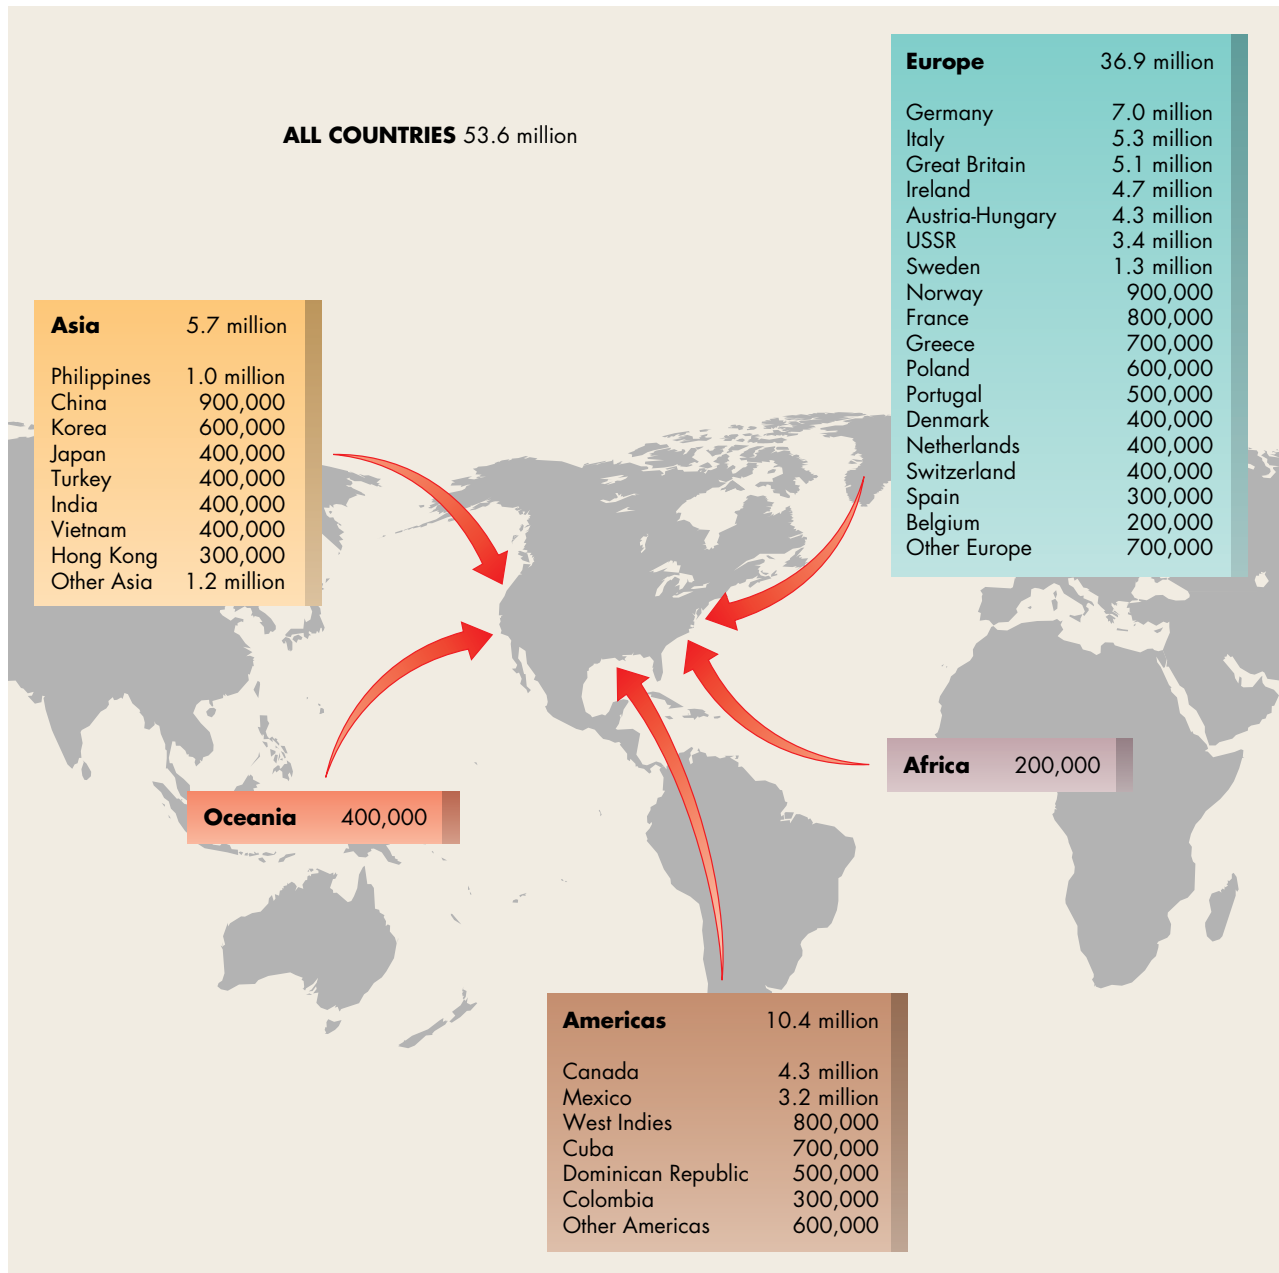 ALL COUNTRIES 53.6 million
Europe 36.9 million
Germany 7.0 million
Italy 5.3 million
Great Britain 5.1 million
Ireland 4.7 million
Austria-Hungary 4.3 million
USSR 3.4 million
Sweden 1.3 million
Norway 900,000
France 800,000
Greece 700,000
Poland 600,000
Portugal 500,000
Denmark 400,000
Netherlands 400,000
Switzerland 400,000
Spain 300,000
Belgium 200,000
Other Europe 700,000
Asia 5.7 million
Philippines 1.0 million
China 900,000
Korea 600,000
Japan 400,000
Turkey 400,000
India 400,000
Vietnam 400,000
Hong Kong 300,000
Other Asia 1.2 million
Africa 200,000
Oceania 400,000
Americas 10.4 million
Canada 4.3 million
Mexico 3.2 million
West Indies 800,000
Cuba 700,000
Dominican Republic 500,000
Colombia 300,000
Other Americas 600,000